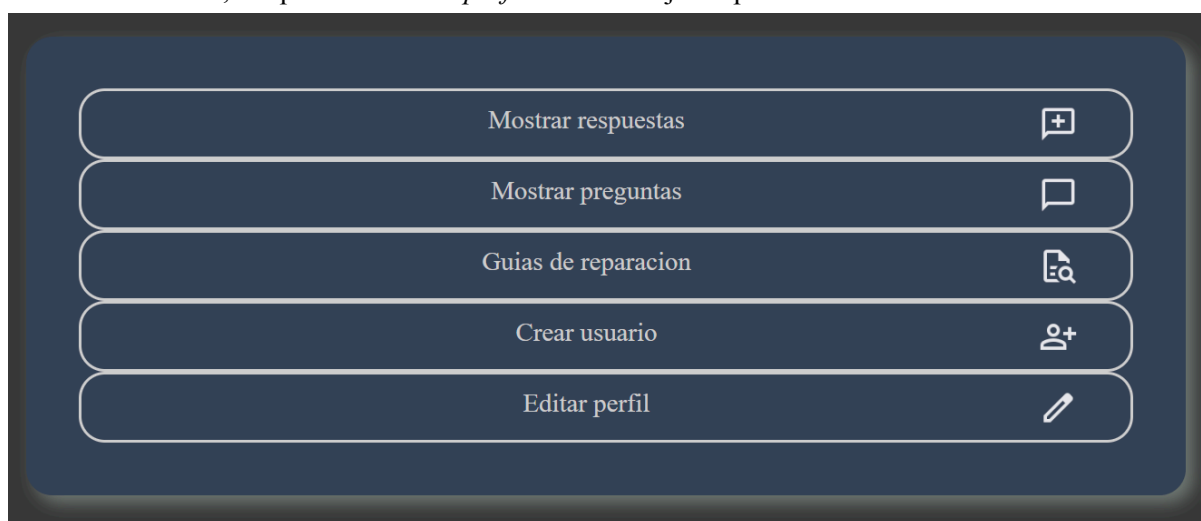 Mostrar respuestas
Mostrar preguntas
Guias de reparacion
Crear usuario
Editar perfil